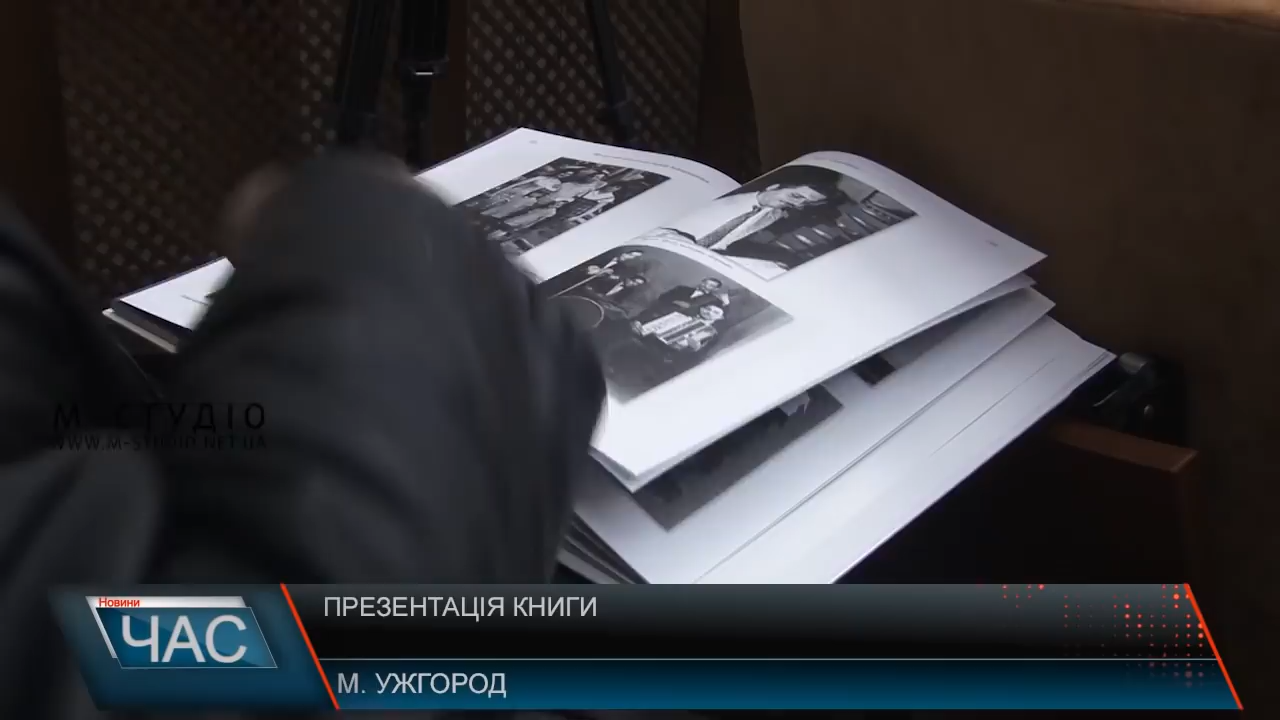 М-СТУДІО
WWW.M-STUDIO.NET.UA
Новини
ЧАС
ПРЕЗЕНТАЦІЯ КНИГИ
М. УЖГОРОД